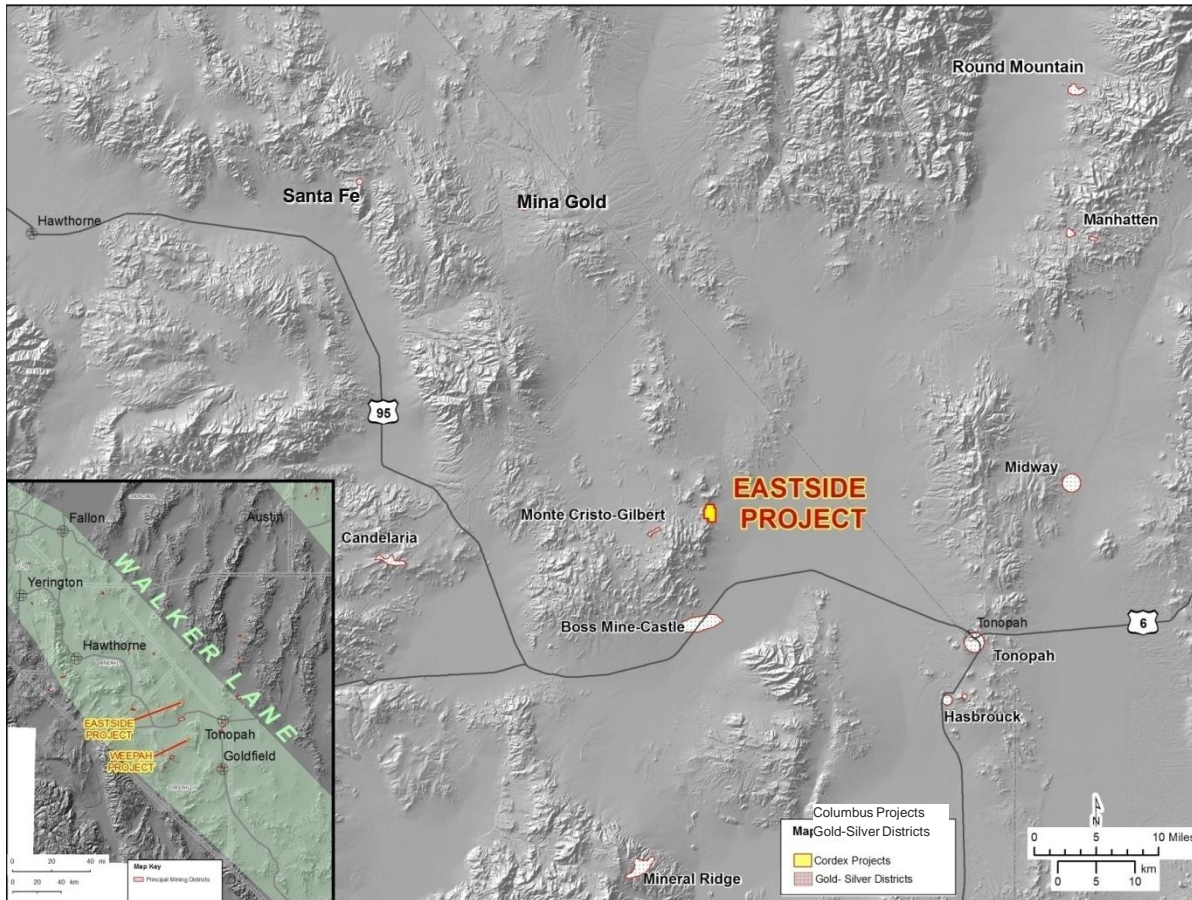 Round Mountain
Santa Fe
Mina Gold
Hawthorne
Manhatten
95
EASTSIDE
PROJECT
Midway
Monte Cristo-Gilbert
Candelaria
Boss Mine-Castle
Tonopah
6
Tonopah
Hasbrouck
Mineral Ridge
Columbus Projects
Gold-Silver Districts
Cordex Projects
Gold- Silver Districts
N
0 5 10 Miles
km
0 5 10
Fallon
Austin
Yerington
WALKER LANE
Hawthorne
MINERAL
EASTSIDE
PROJECT
Tonopah
WEEPAH
PROJECT
Goldfield
0 20 40 mi
0 20 40 km
Map Key
Principal Mining Districts